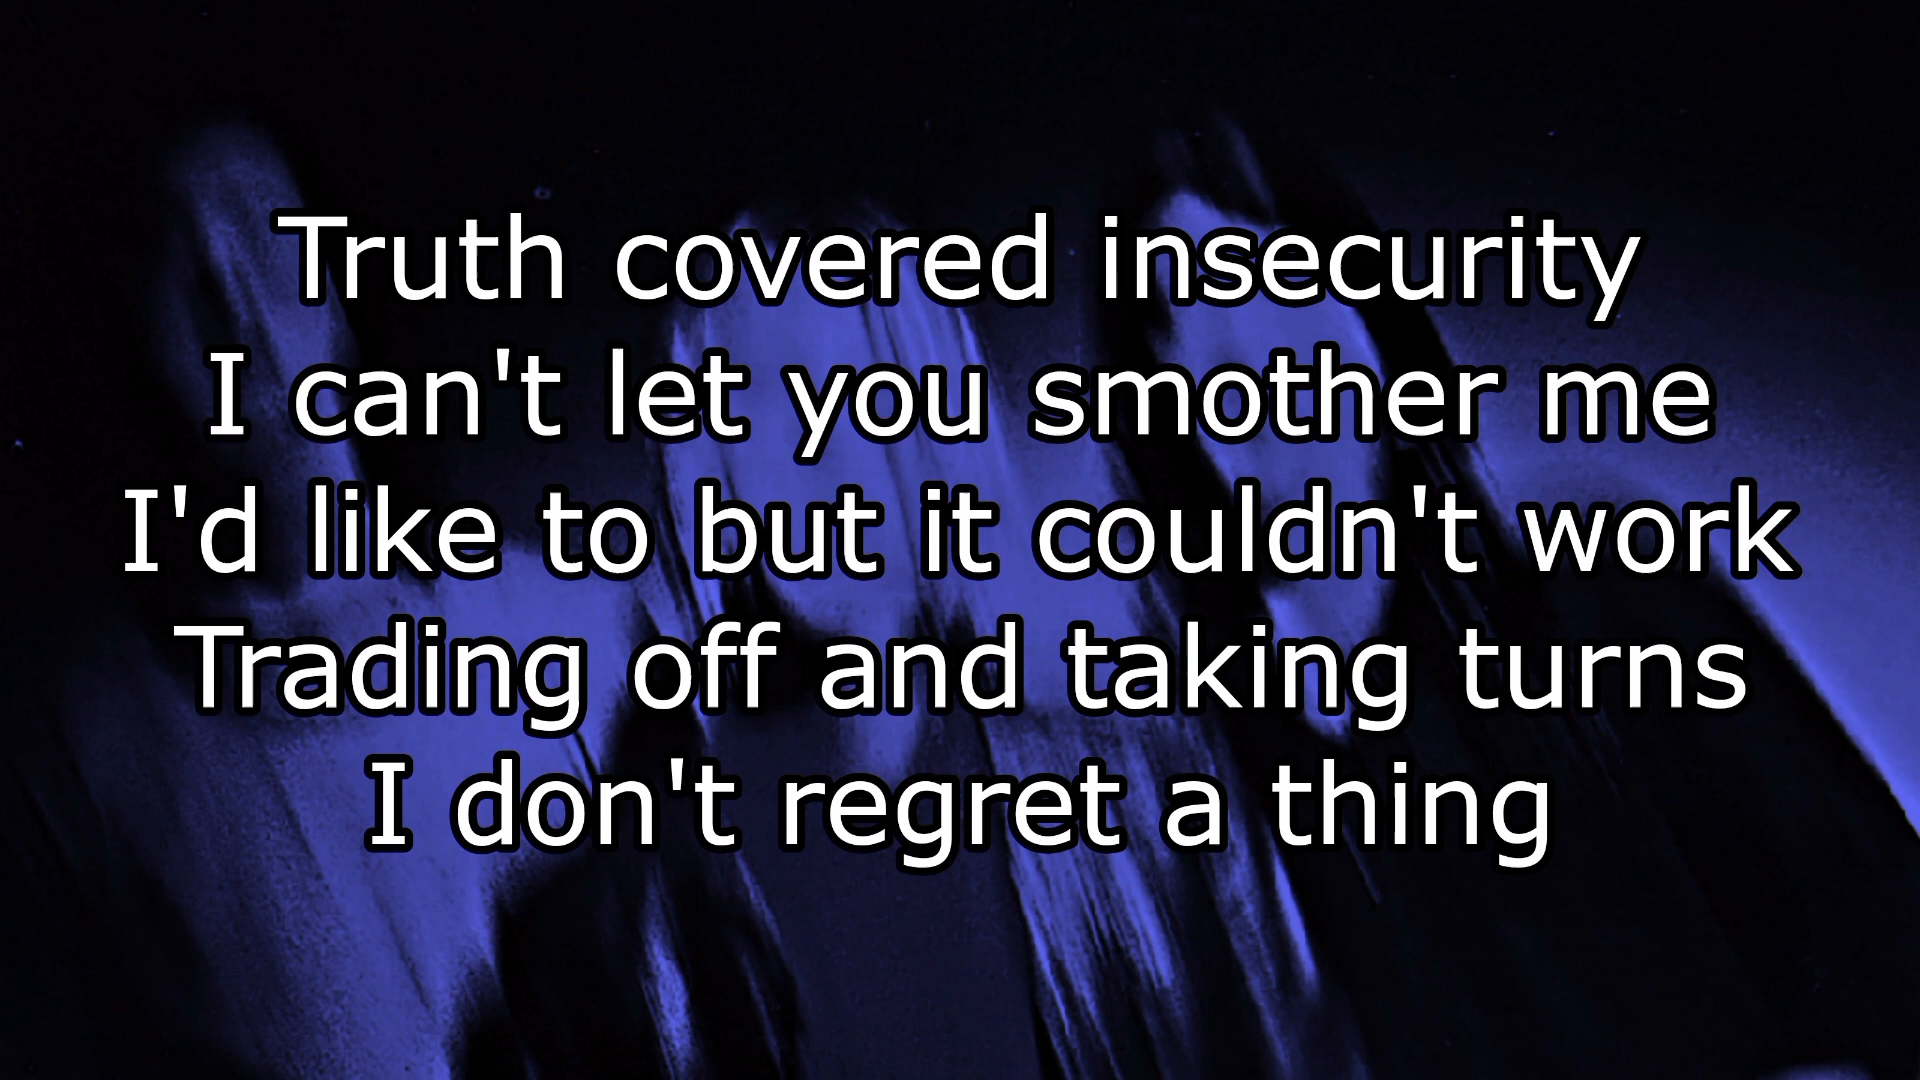 Truth covered insecurity
I can't let you smother me
I'd like to but it couldn't work
Trading off and taking turns
I don't regret a thing